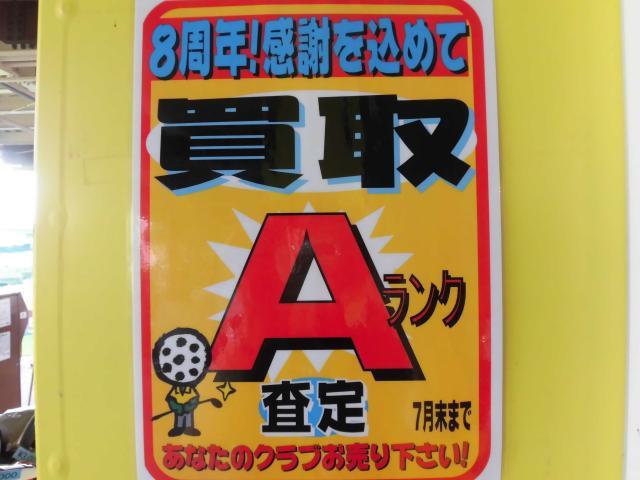 8周年!感謝を込めて
買取
Aランク
査定
7月末まで
あなたのクラブお売り下さい!